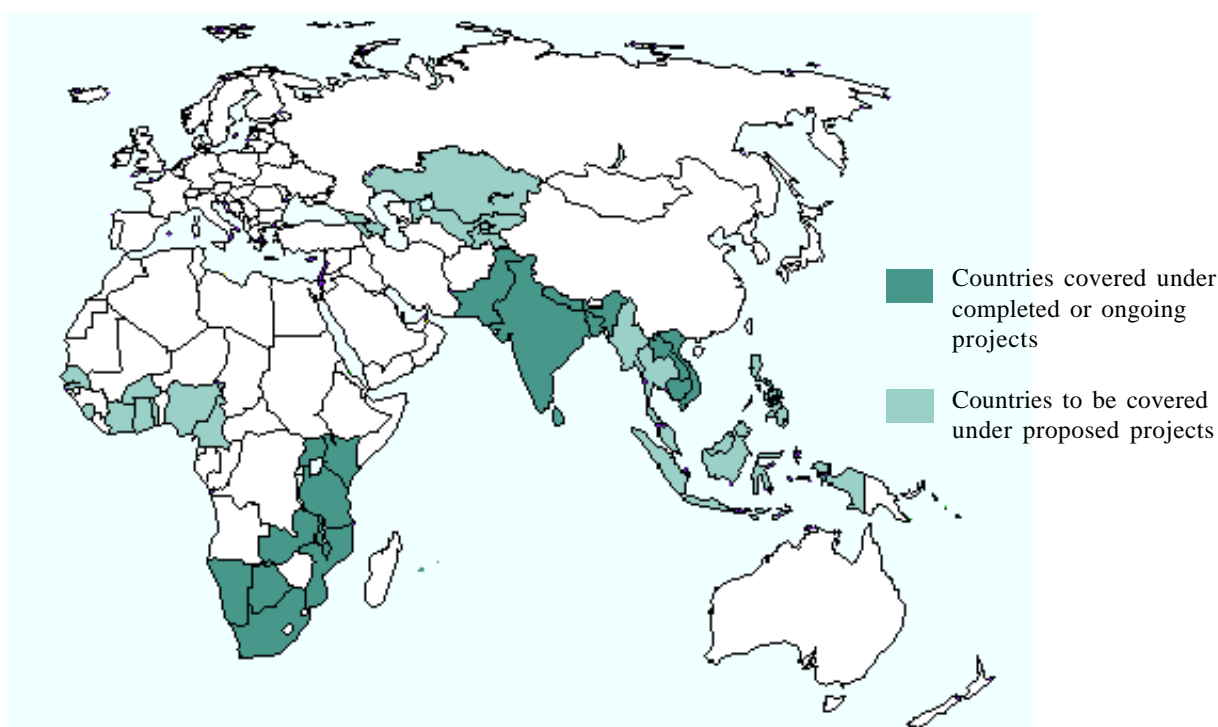 Countries covered under
completed or ongoing
projects
Countries to be covered
under proposed projects